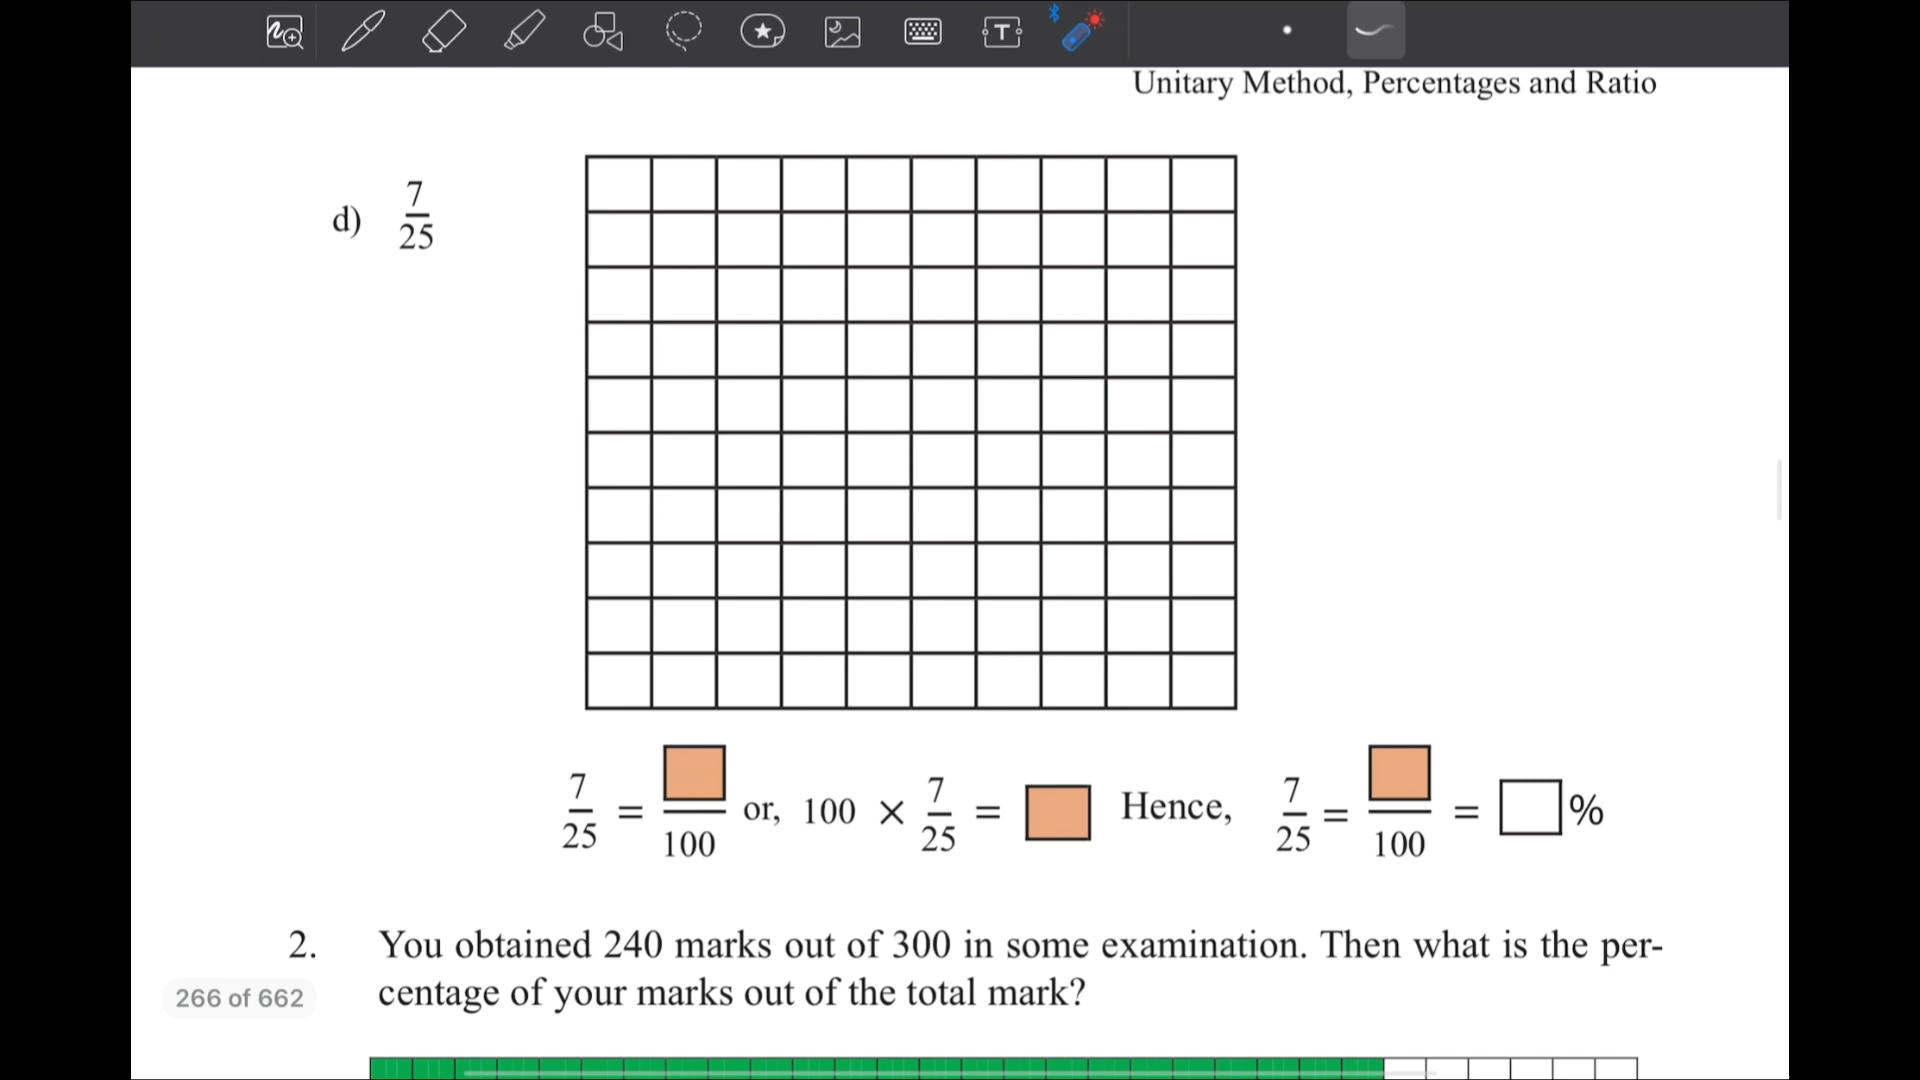 Unitary Method, Percentages and Ratio
d) 7/25
7/25 = /100 or, 100 × 7/25 = Hence, 7/25 = /100 = %
2. You obtained 240 marks out of 300 in some examination. Then what is the per-
centage of your marks out of the total mark?
266 of 662